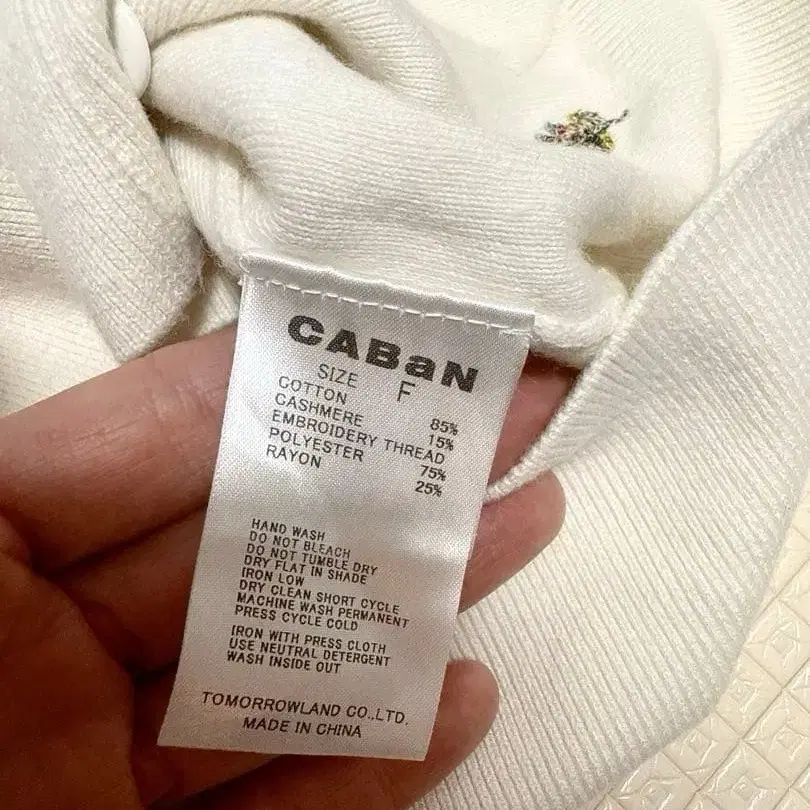 CABaN
SIZE F
COTTON 85%
CASHMERE 15%
EMBROIDERY THREAD
POLYESTER 75%
RAYON 25%
HAND WASH
DO NOT BLEACH
DO NOT TUMBLE DRY
DRY FLAT IN SHADE
IRON LOW
DRY CLEAN SHORT CYCLE
MACHINE WASH PERMANENT
PRESS CYCLE COLD
IRON WITH PRESS CLOTH
USE NEUTRAL DETERGENT
WASH INSIDE OUT
TOMORROWLAND CO.,LTD.
MADE IN CHINA